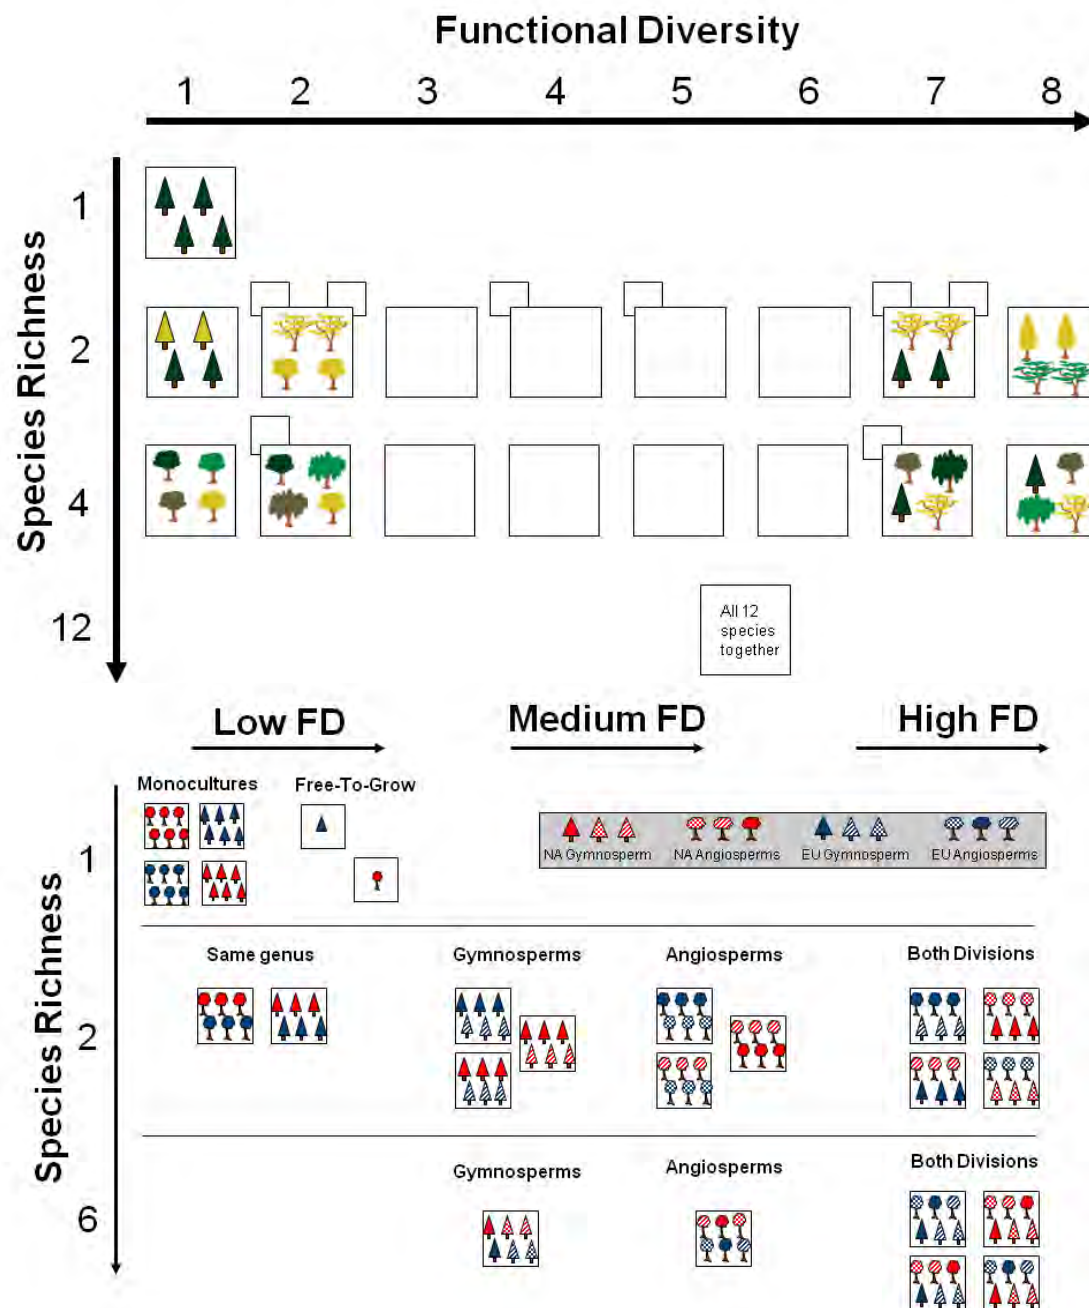 Functional Diversity
1 2 3 4 5 6 7 8
Species Richness
1
2
4
12
All 12
species
together
Low FD Medium FD High FD
Monocultures Free-To-Grow
NA Gymnosperm NA Angiosperms EU Gymnosperm EU Angiosperms
Species Richness
1
Same genus Gymnosperms Angiosperms Both Divisions
2
Gymnosperms Angiosperms Both Divisions
6